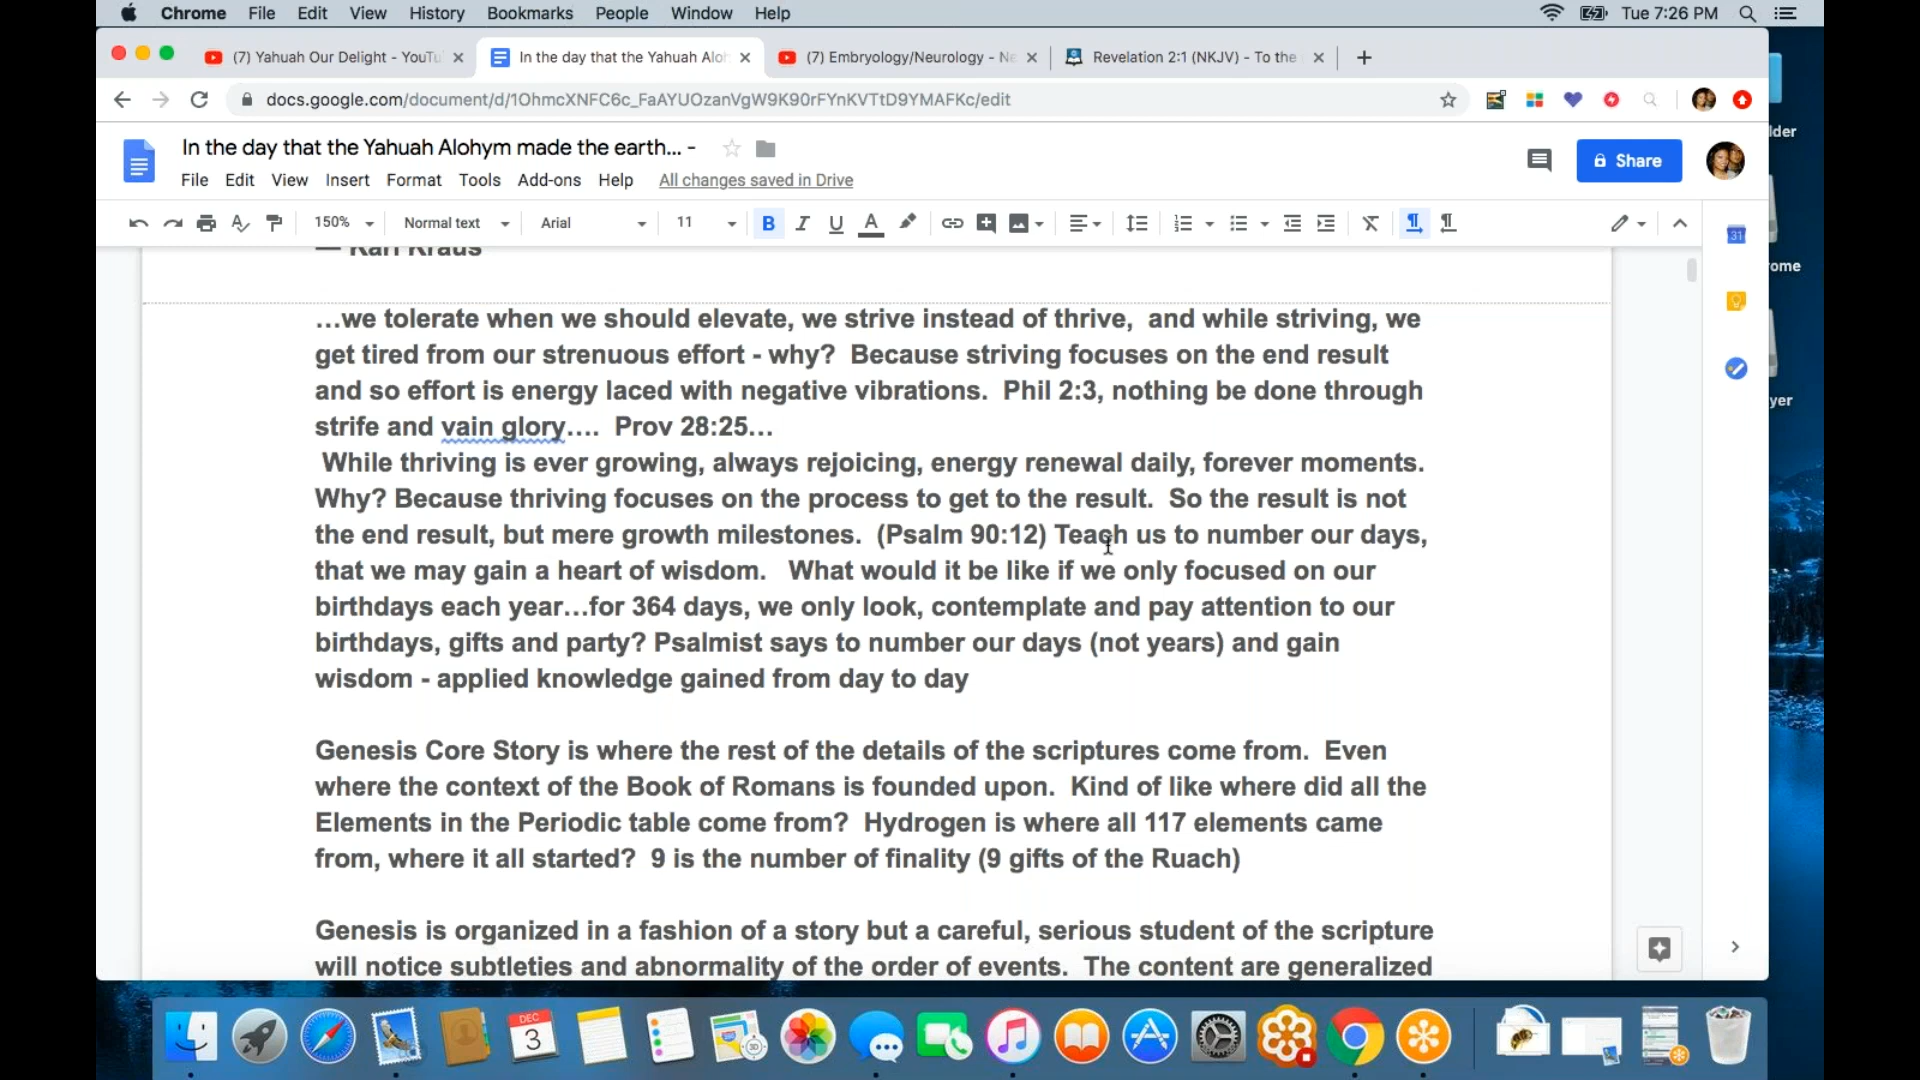 Chrome File Edit View History Bookmarks People Window Help Tue 7:26 PM
(7) Yahuah Our Delight - YouTu In the day that the Yahuah Aloh (7) Embryology/Neurology - Ne Revelation 2:1 (NKJV) - To the
docs.google.com/document/d/1OhmcXNFC6c_FaAYUOzanVgW9K90rFYnKVTtD9YMAFKc/edit
In the day that the Yahuah Alohym made the earth... -
Share
File Edit View Insert Format Tools Add-ons Help All changes saved in Drive
150% Normal text Arial 11
— Karl Kraus
...we tolerate when we should elevate, we strive instead of thrive, and while striving, we
get tired from our strenuous effort - why? Because striving focuses on the end result
and so effort is energy laced with negative vibrations. Phil 2:3, nothing be done through
strife and vain glory.... Prov 28:25...
While thriving is ever growing, always rejoicing, energy renewal daily, forever moments.
Why? Because thriving focuses on the process to get to the result. So the result is not
the end result, but mere growth milestones. (Psalm 90:12) Teach us to number our days,
that we may gain a heart of wisdom. What would it be like if we only focused on our
birthdays each year...for 364 days, we only look, contemplate and pay attention to our
birthdays, gifts and party? Psalmist says to number our days (not years) and gain
wisdom - applied knowledge gained from day to day
Genesis Core Story is where the rest of the details of the scriptures come from. Even
where the context of the Book of Romans is founded upon. Kind of like where did all the
Elements in the Periodic table come from? Hydrogen is where all 117 elements came
from, where it all started? 9 is the number of finality (9 gifts of the Ruach)
Genesis is organized in a fashion of a story but a careful, serious student of the scripture
will notice subtleties and abnormality of the order of events. The content are generalized
31
lder
ome
yer
DEC
3